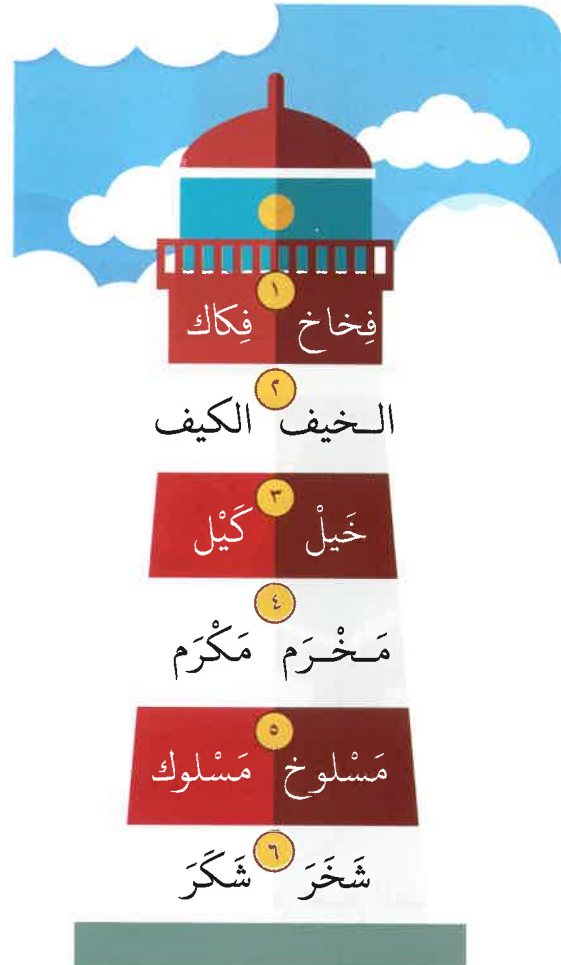 ١
فِخاخ فِكاك
٢
الـخيف الكيف
٣
خَيلْ كَيْل
٤
مَـخْـرَم مَكْرَم
٥
مَسْلوخ مَسْلوك
٦
شَخَرَ شَكَرَ